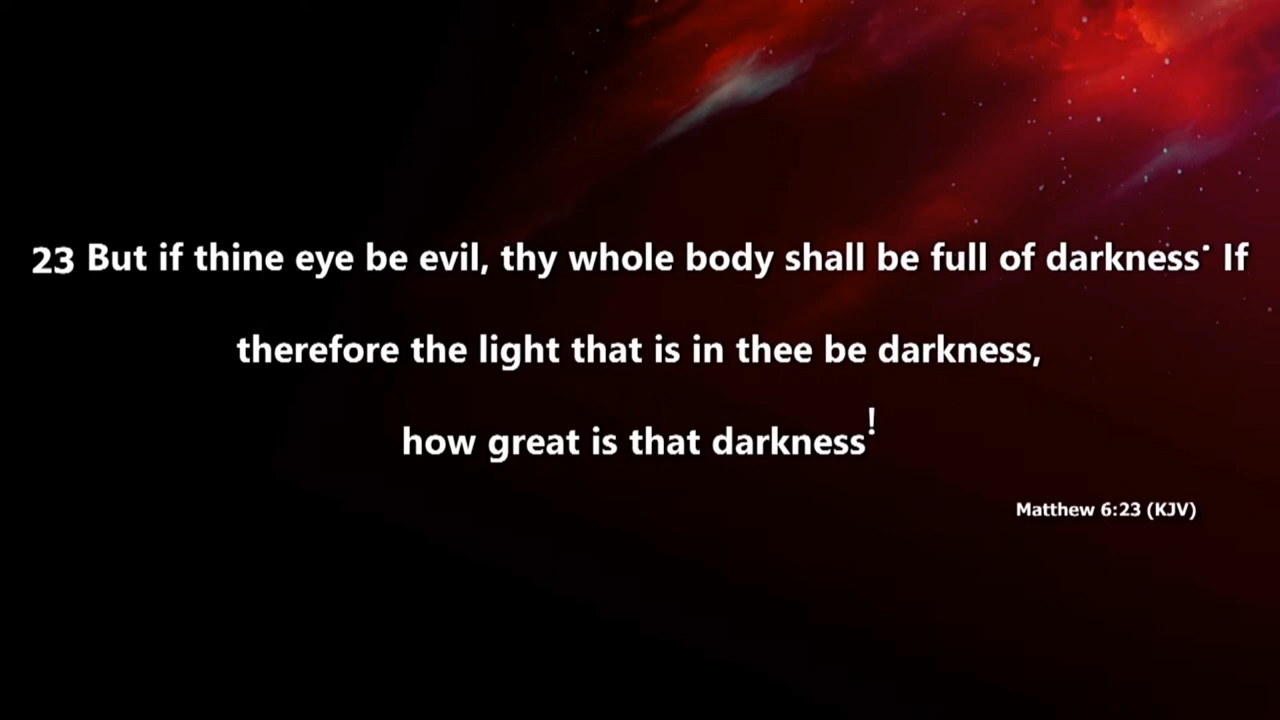 23 But if thine eye be evil, thy whole body shall be full of darkness. If
therefore the light that is in thee be darkness,
how great is that darkness!
Matthew 6:23 (KJV)